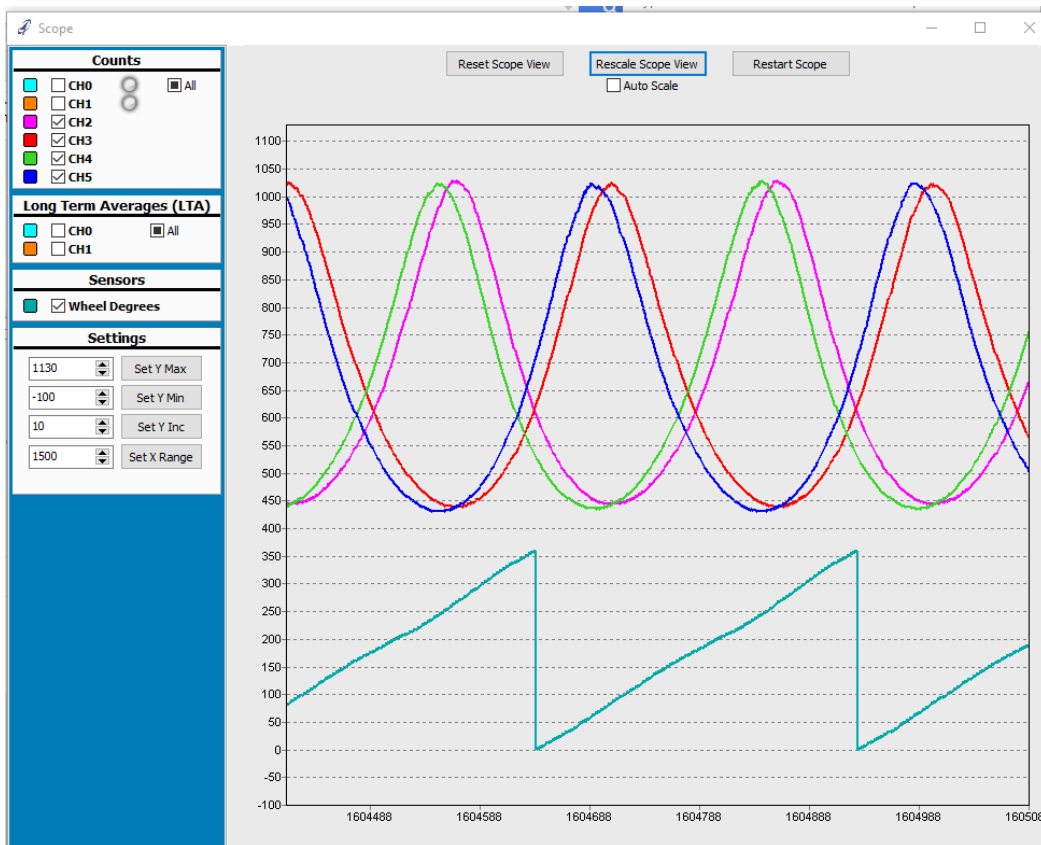 Scope
Counts
CH0 All
CH1
CH2
CH3
CH4
CH5
Long Term Averages (LTA)
CH0 All
CH1
Sensors
Wheel Degrees
Settings
1130 Set Y Max
-100 Set Y Min
10 Set Y Inc
1500 Set X Range
Reset Scope View Rescale Scope View Restart Scope
Auto Scale
1100
1050
1000
950
900
850
800
750
700
650
600
550
500
450
400
350
300
250
200
150
100
50
0
-50
-100
1604488 1604588 1604688 1604788 1604888 1604988 160508